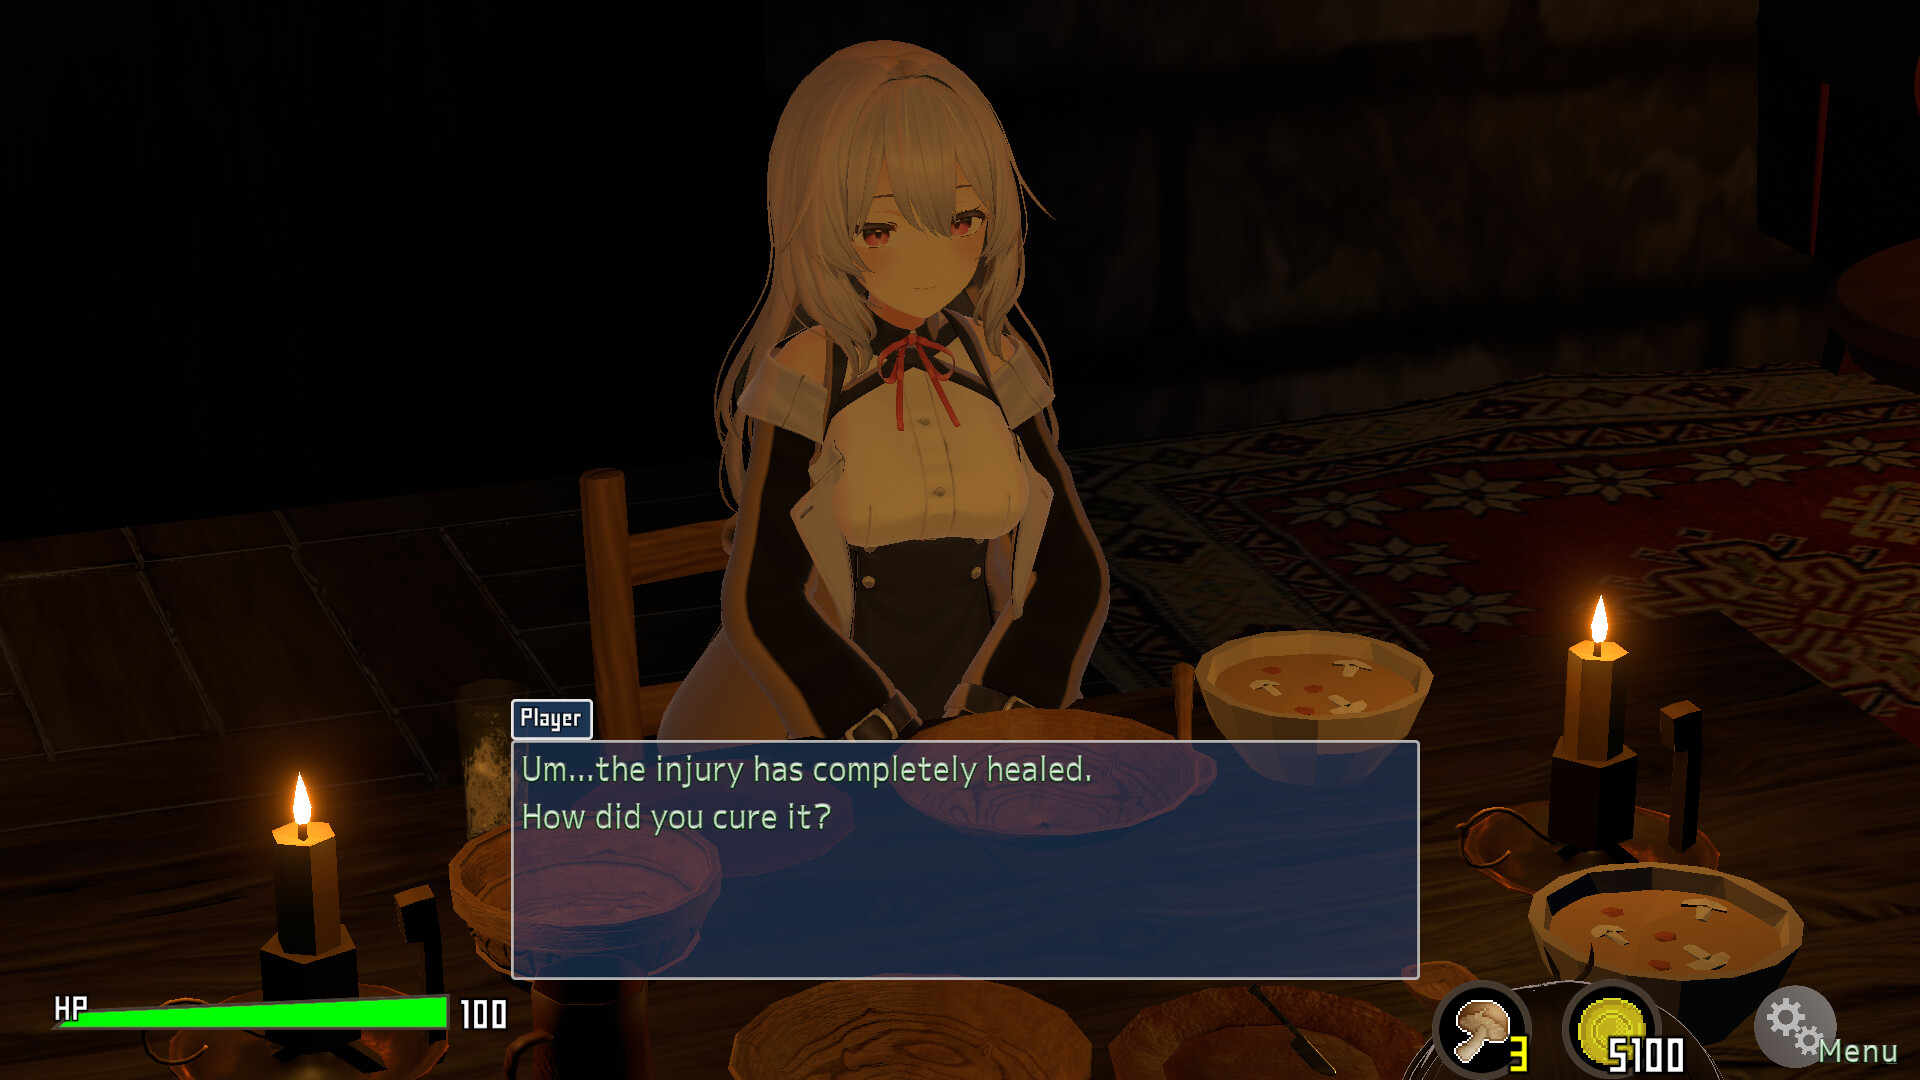 Player
Um...the injury has completely healed.
How did you cure it?
HP
100
3
5100
Menu